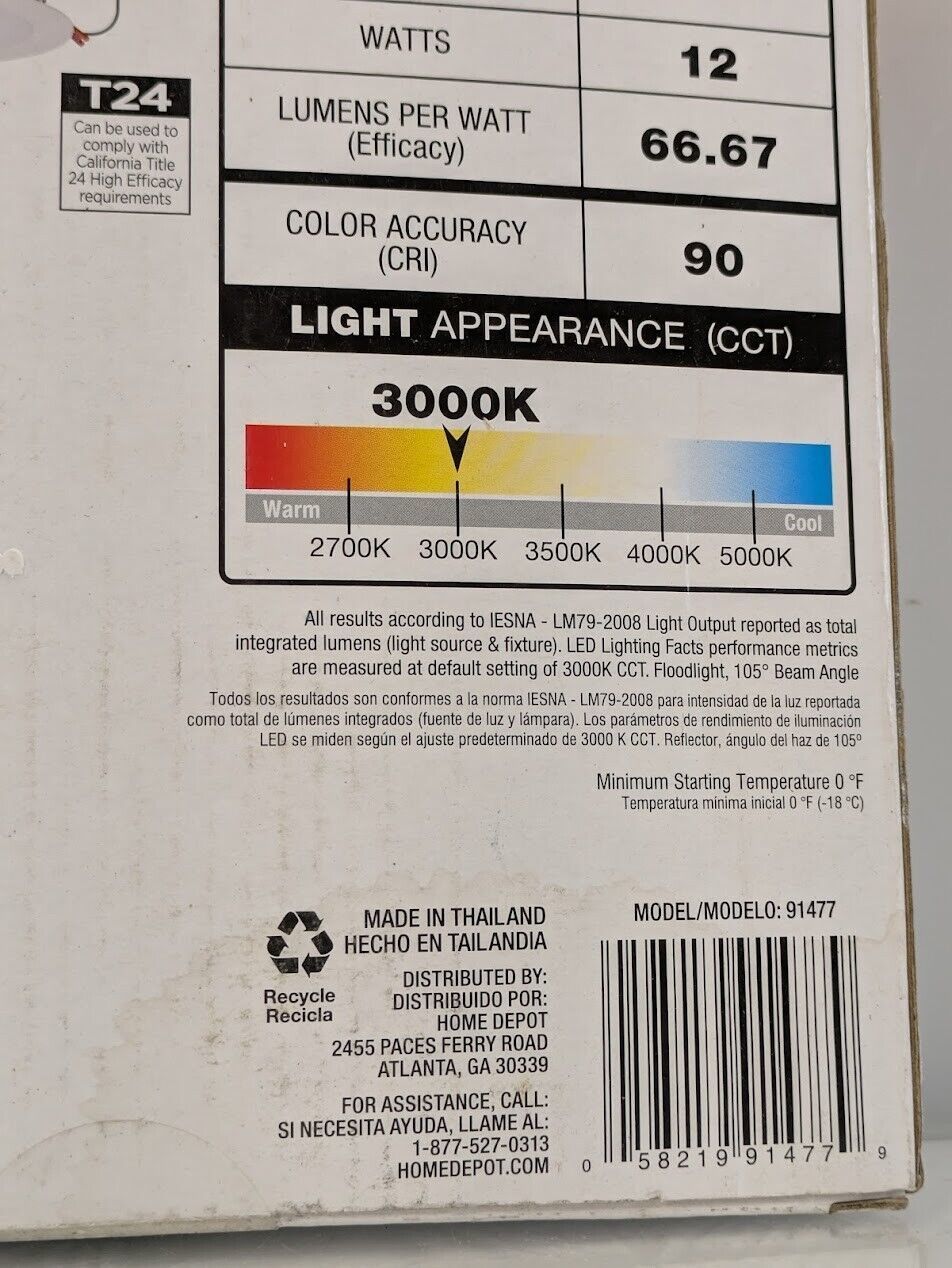 WATTS
12
T24
Can be used to
comply with
California Title
24 High Efficacy
requirements
LUMENS PER WATT
(Efficacy)
66.67
COLOR ACCURACY
(CRI)
90
LIGHT APPEARANCE (CCT)
3000K
Warm
Cool
2700K 3000K 3500K 4000K 5000K
All results according to IESNA - LM79-2008 Light Output reported as total
integrated lumens (light source & fixture). LED Lighting Facts performance metrics
are measured at default setting of 3000K CCT. Floodlight, 105° Beam Angle
Todos los resultados son conformes a la norma IESNA - LM79-2008 para intensidad de la luz reportada
como total de lúmenes integrados (fuente de luz y lámpara). Los parámetros de rendimiento de iluminación
LED se miden según el ajuste predeterminado de 3000 K CCT. Reflector, ángulo del haz de 105º
Minimum Starting Temperature 0 °F
Temperatura mínima inicial 0 °F (-18 °C)
Recycle
Recicla
MADE IN THAILAND
HECHO EN TAILANDIA
DISTRIBUTED BY:
DISTRIBUIDO POR:
HOME DEPOT
2455 PACES FERRY ROAD
ATLANTA, GA 30339
FOR ASSISTANCE, CALL:
SI NECESITA AYUDA, LLAME AL:
1-877-527-0313
HOMEDEPOT.COM
MODEL/MODELO: 91477
0 58219 91477 9